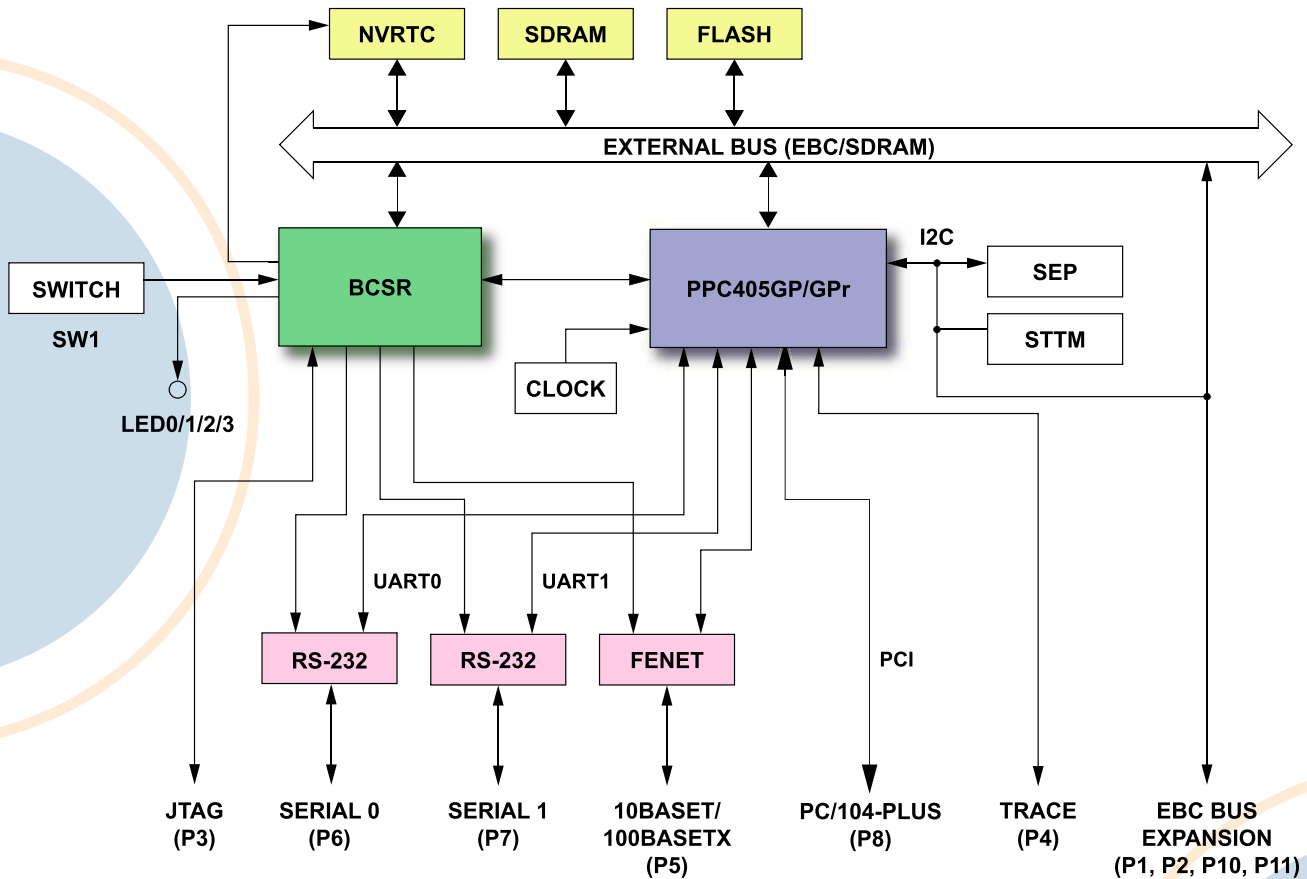 NVRTC
SDRAM
FLASH
EXTERNAL BUS (EBC/SDRAM)
I2C
SWITCH
SW1
BCSR
PPC405GP/GPr
SEP
STTM
CLOCK
LED0/1/2/3
UART0
UART1
RS-232
RS-232
FENET
PCI
JTAG
(P3)
SERIAL 0
(P6)
SERIAL 1
(P7)
10BASET/
100BASETX
(P5)
PC/104-PLUS
(P8)
TRACE
(P4)
EBC BUS
EXPANSION
(P1, P2, P10, P11)